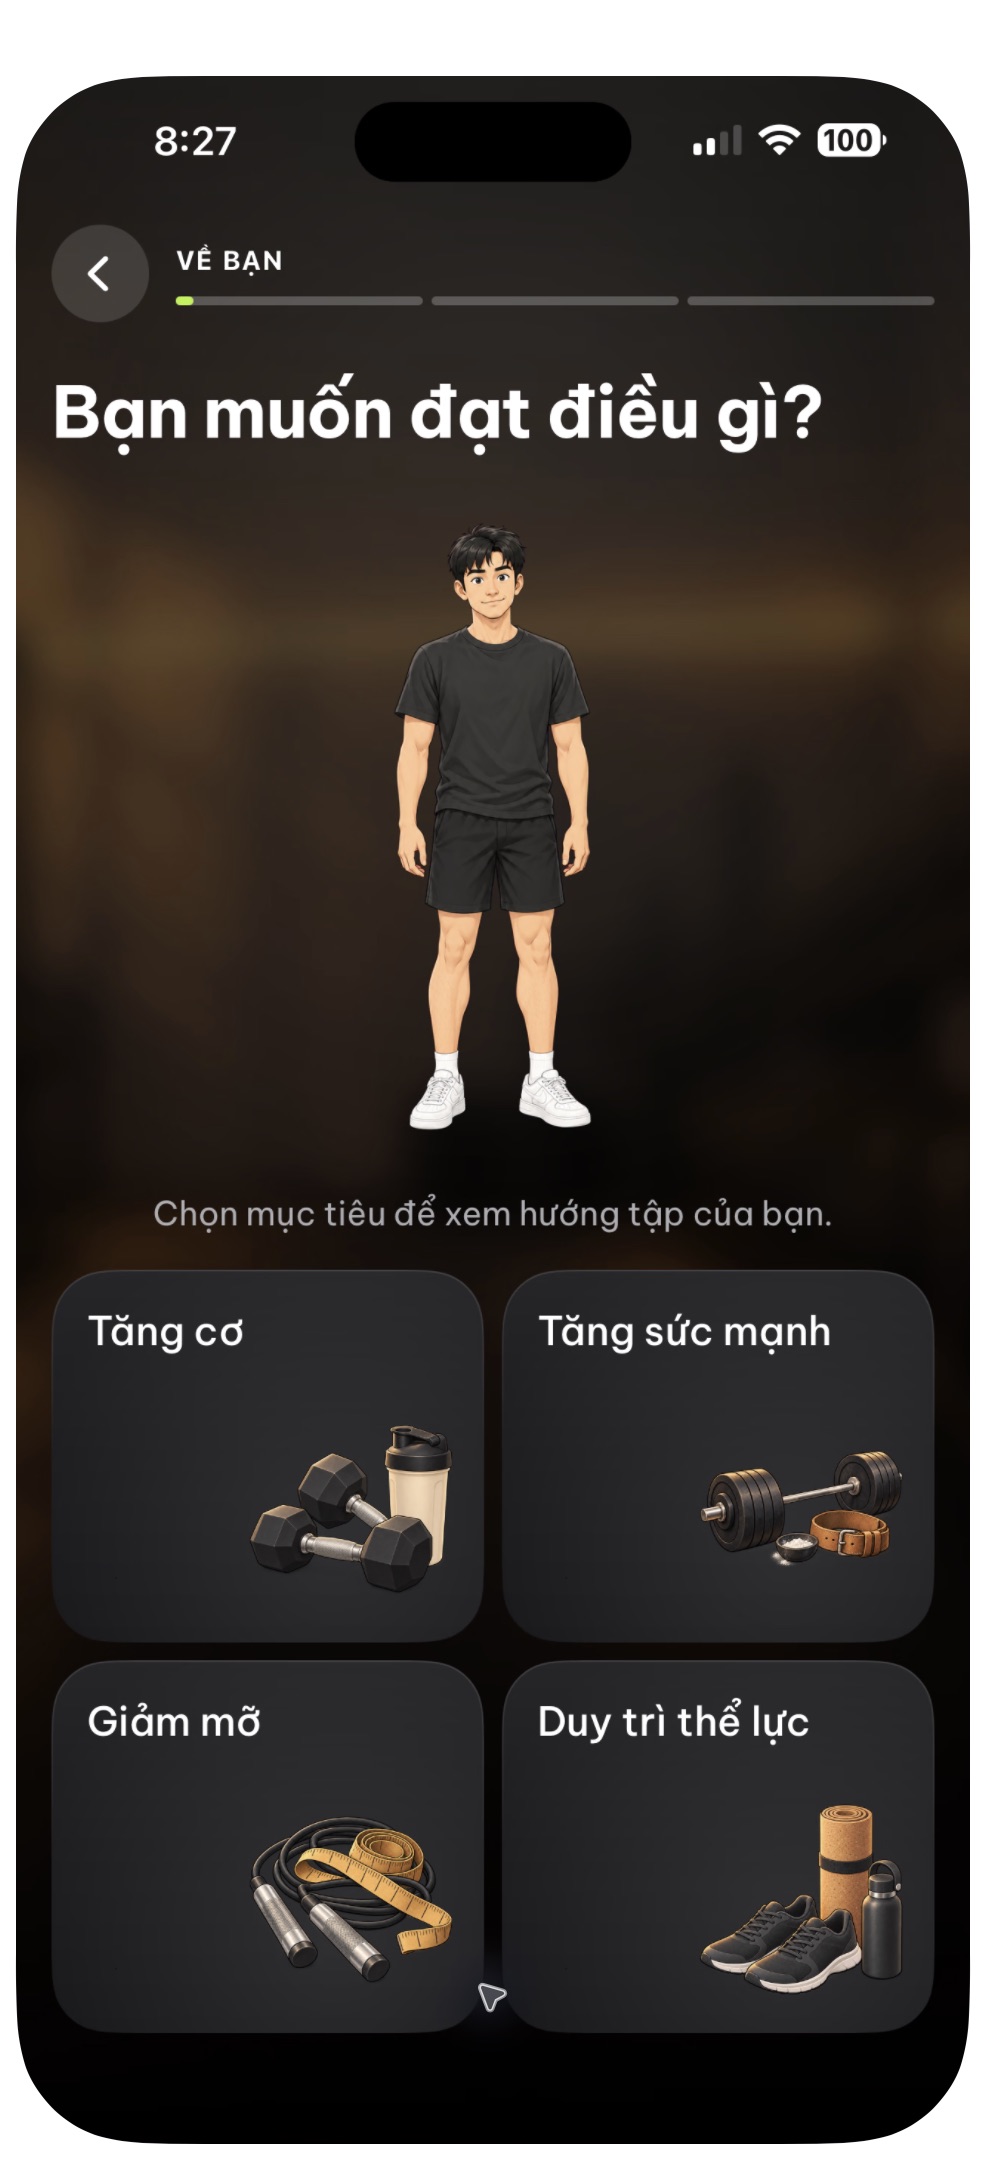 8:27
100
VỀ BẠN
Bạn muốn đạt điều gì?
Chọn mục tiêu để xem hướng tập của bạn.
Tăng cơ
Tăng sức mạnh
Giảm mỡ
Duy trì thể lực